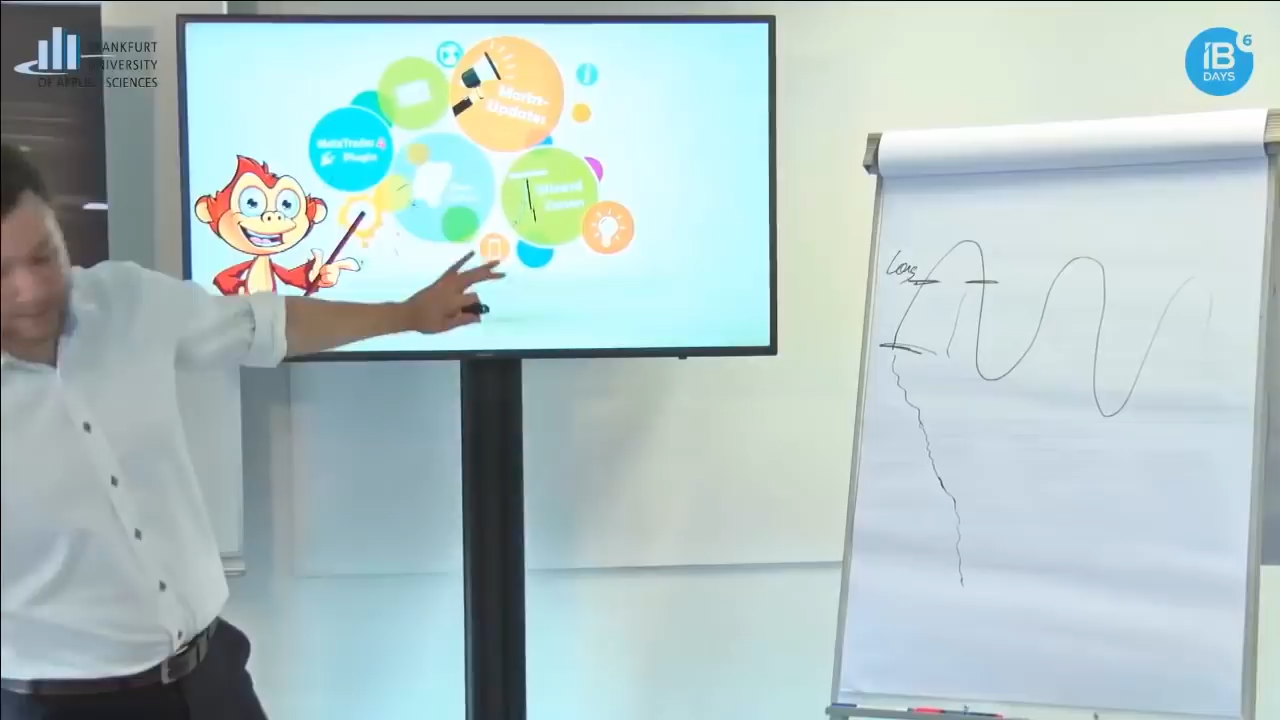 FRANKFURT
UNIVERSITY
OF APPLIED SCIENCES
iB 6
DAYS
Markt-
Updates
MetaTrader 4
Plugin
Long